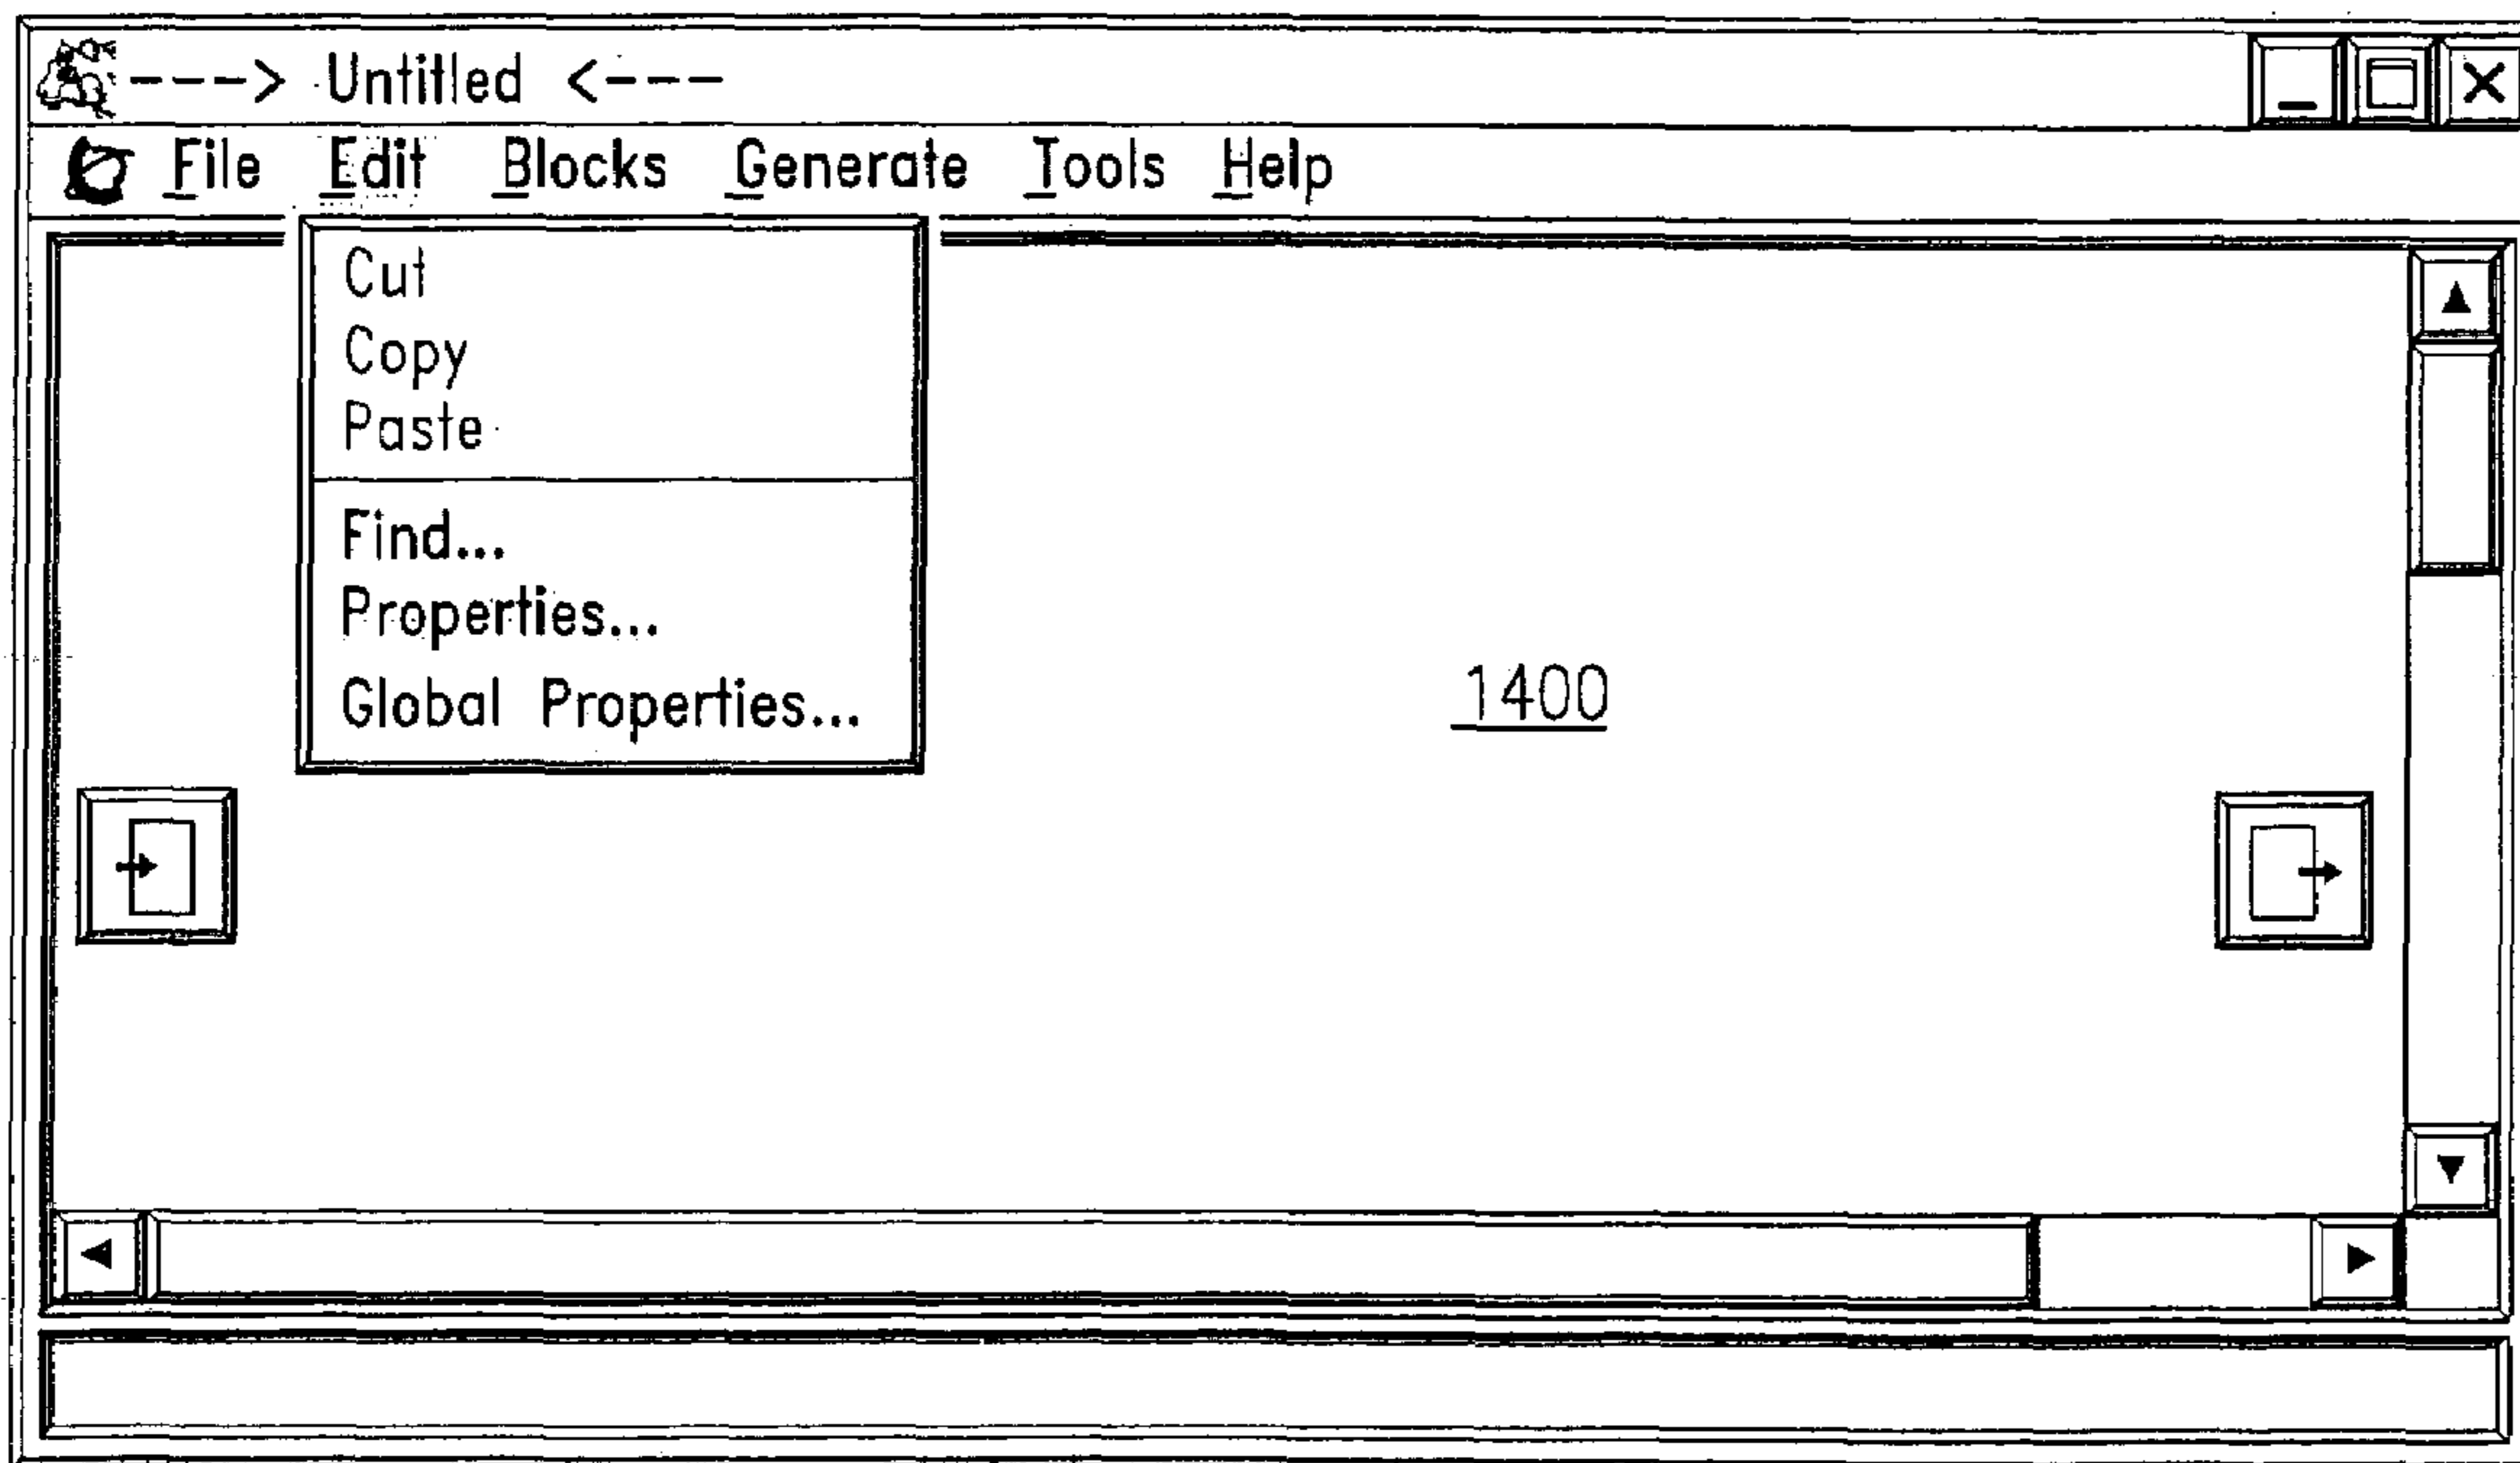 ---> Untitled <---
File Edit Blocks Generate Tools Help
Cut
Copy
Paste
Find...
Properties...
Global Properties...
1400